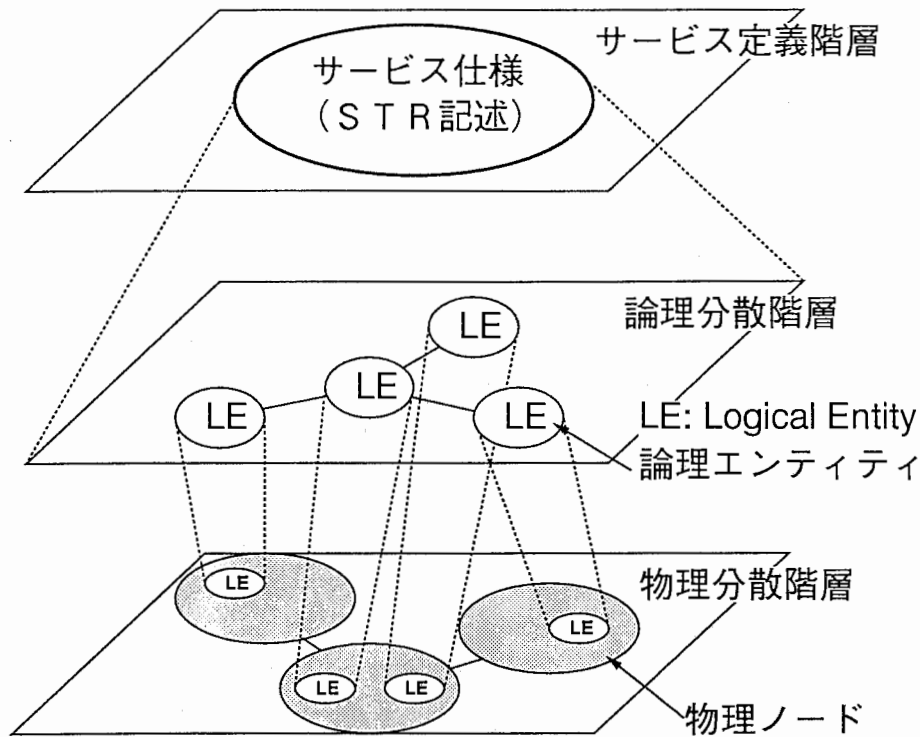 サービス定義階層
サービス仕様
(ＳＴＲ記述)
論理分散階層
LE
LE
LE
LE
LE: Logical Entity
論理エンティティ
物理分散階層
LE
LE
LE
LE
物理ノード